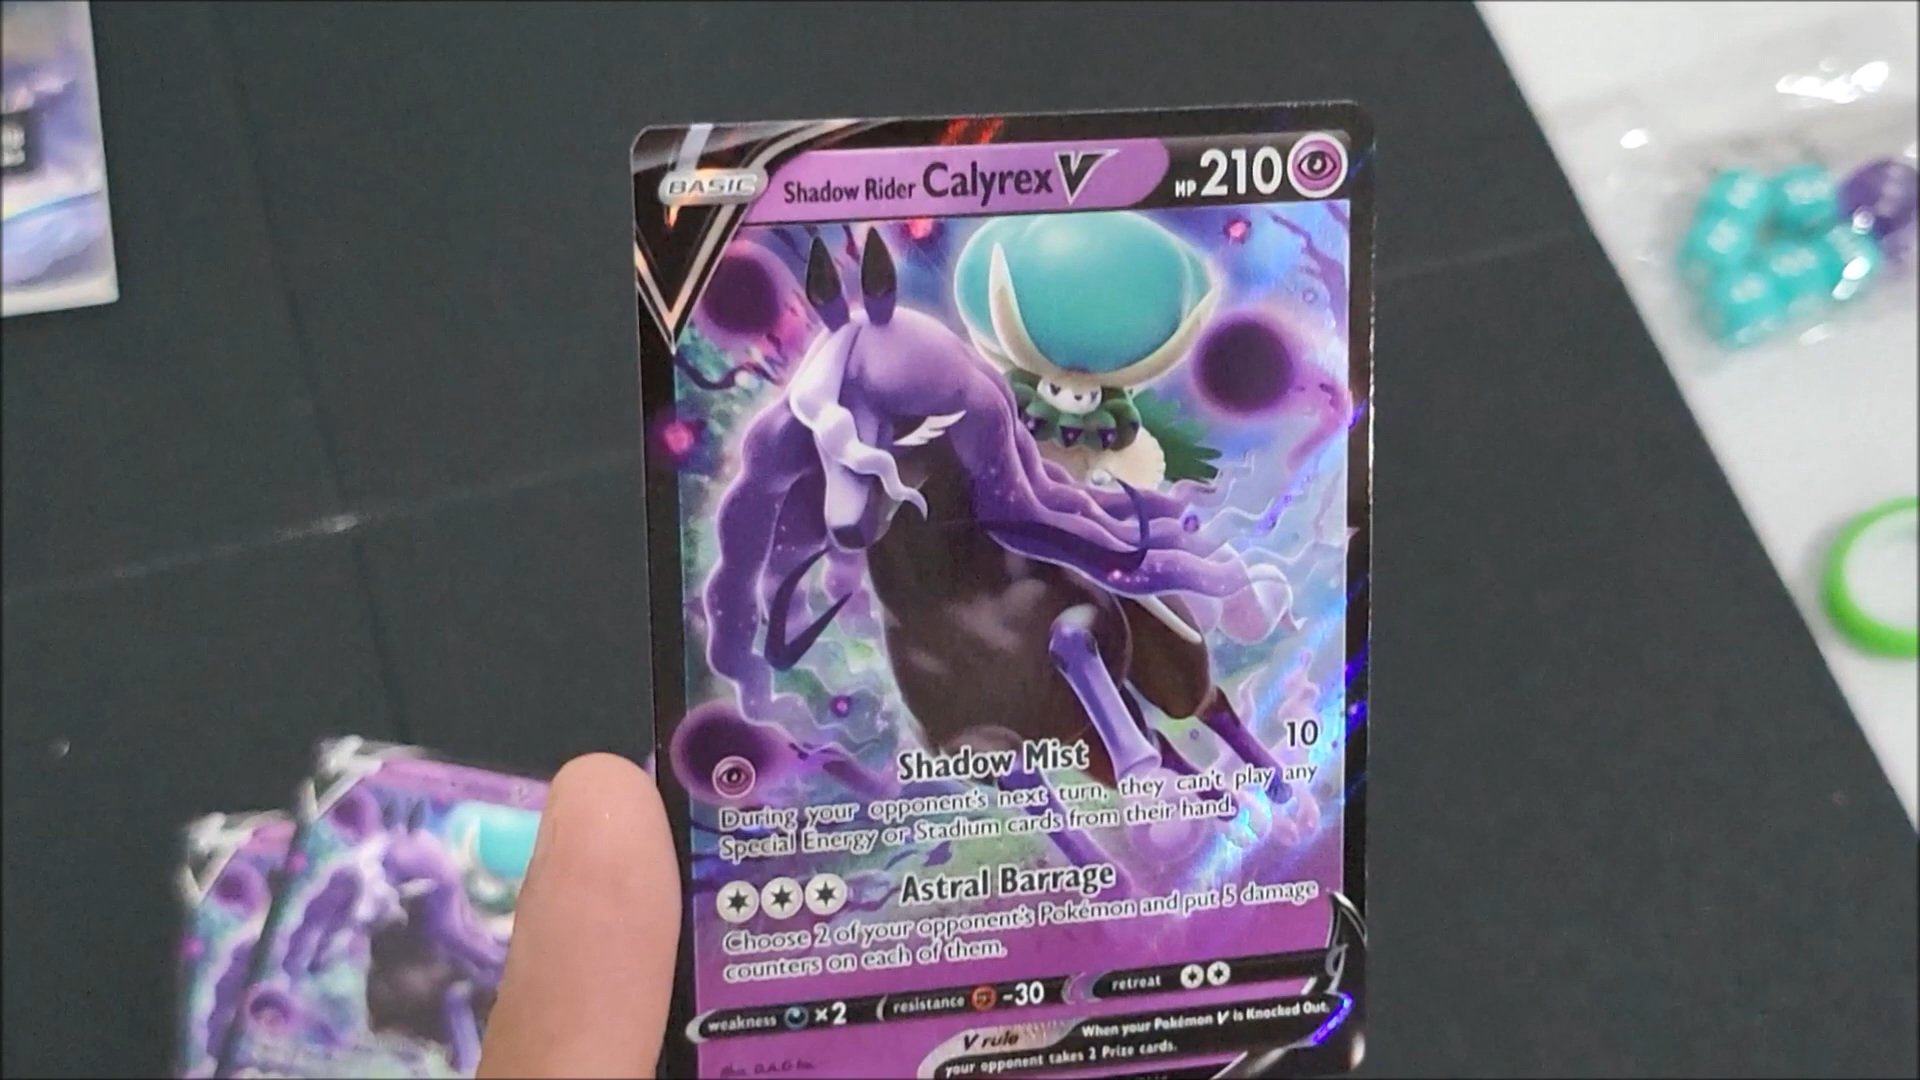 BASIC
Shadow Rider Calyrex V
HP 210
Shadow Mist 10
During your opponent's next turn, they can't play any
Special Energy or Stadium cards from their hand.
Astral Barrage
Choose 2 of your opponent's Pokémon and put 5 damage
counters on each of them.
weakness ×2 resistance -30 retreat
V rule When your Pokémon V is Knocked Out,
your opponent takes 2 Prize cards.